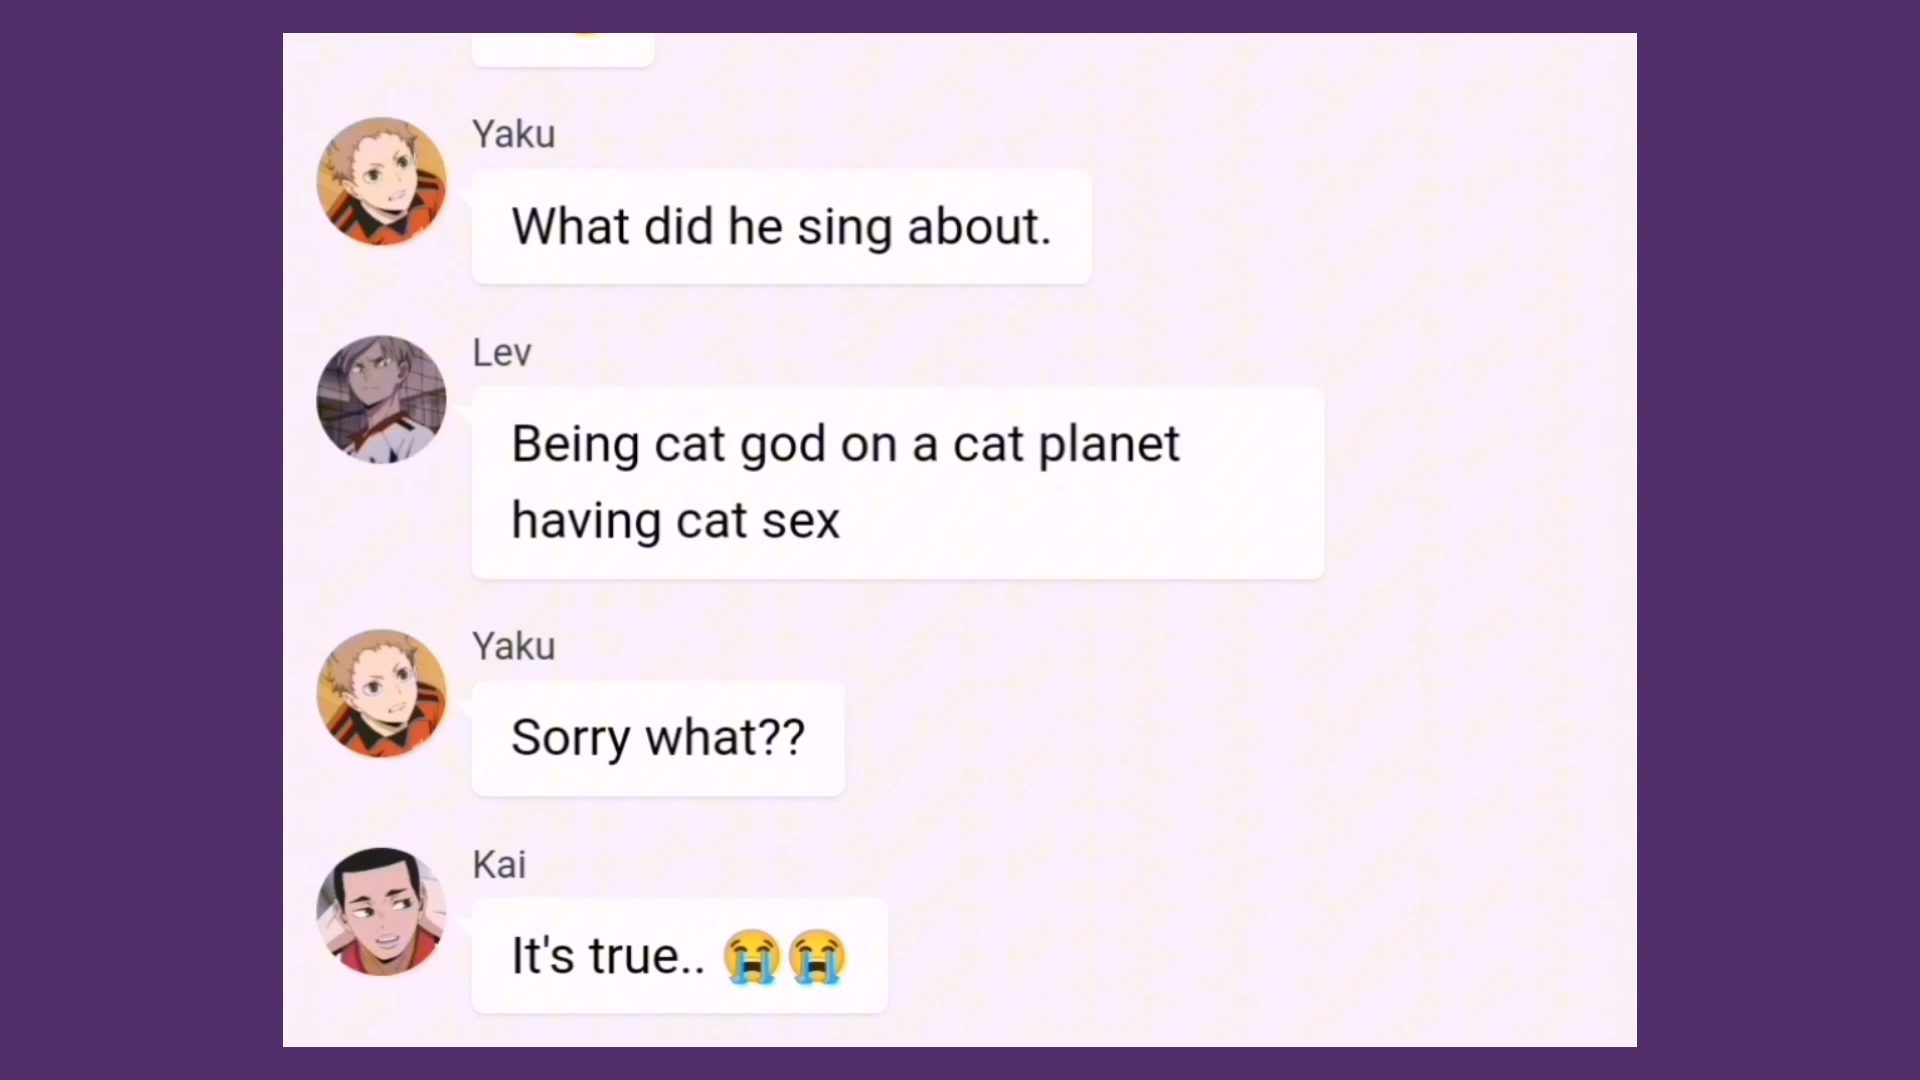 Yaku
What did he sing about.
Lev
Being cat god on a cat planet
having cat sex
Yaku
Sorry what??
Kai
It's true.. 😭😭